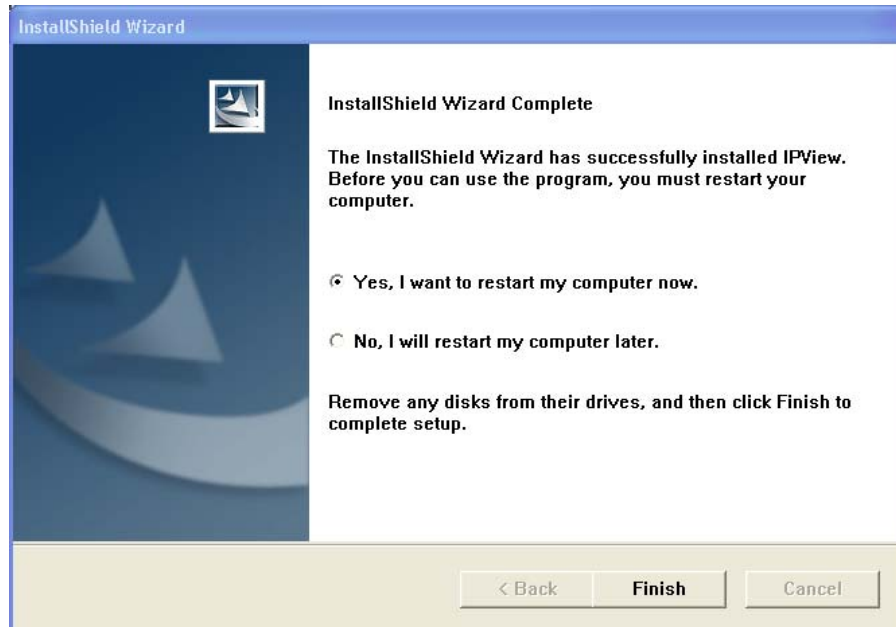 InstallShield Wizard
InstallShield Wizard Complete
The InstallShield Wizard has successfully installed IPView.
Before you can use the program, you must restart your
computer.
Yes, I want to restart my computer now.
No, I will restart my computer later.
Remove any disks from their drives, and then click Finish to
complete setup.
< Back Finish Cancel